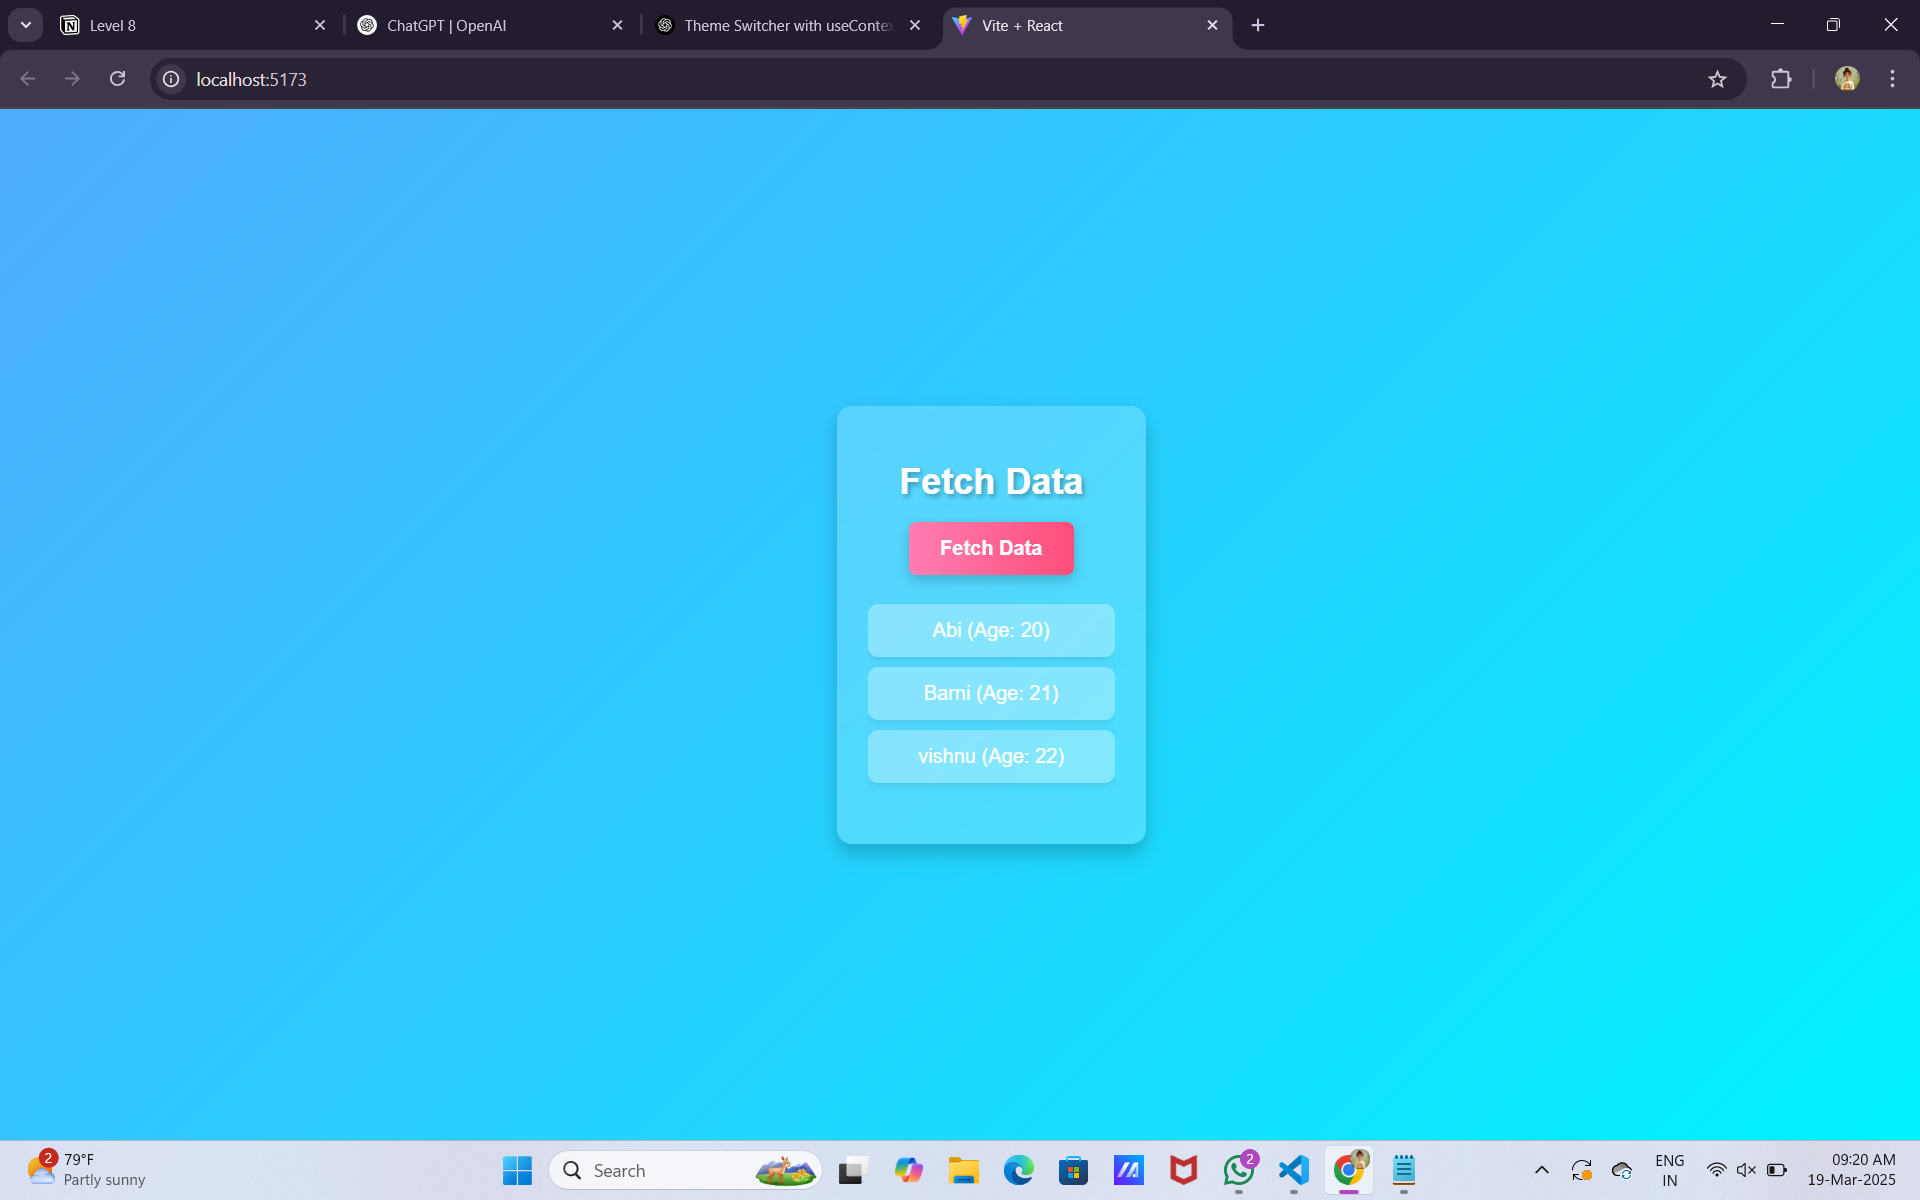 Level 8
ChatGPT | OpenAI
Theme Switcher with useContex
Vite + React
localhost:5173
Fetch Data
Fetch Data
Abi (Age: 20)
Barni (Age: 21)
vishnu (Age: 22)
2
79°F
Partly sunny
Search
2
ENG
IN
09:20 AM
19-Mar-2025